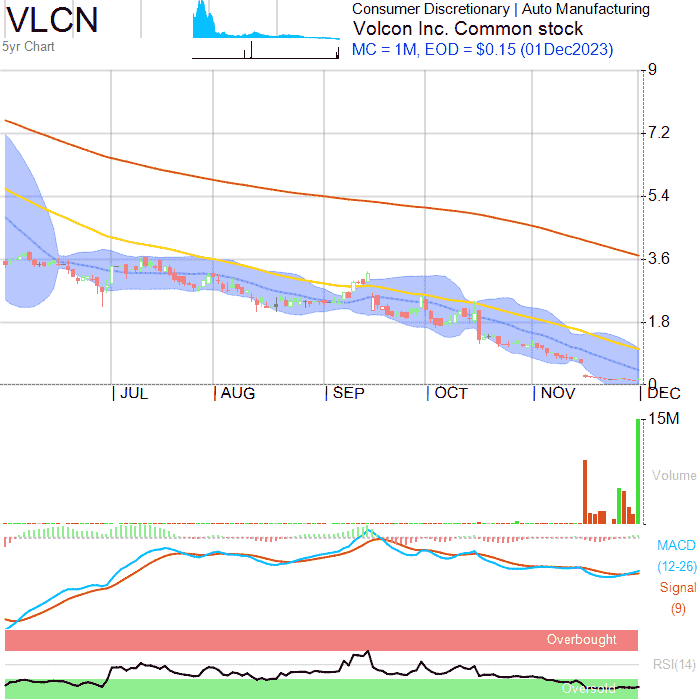 VLCN
5yr Chart
Consumer Discretionary | Auto Manufacturing
Volcon Inc. Common stock
MC = 1M, EOD = $0.15 (01Dec2023)
9
7.2
5.4
3.6
1.8
0
JUL AUG SEP OCT NOV DEC
15M
Volume
MACD
(12-26)
Signal
(9)
Overbought
RSI(14)
Oversold